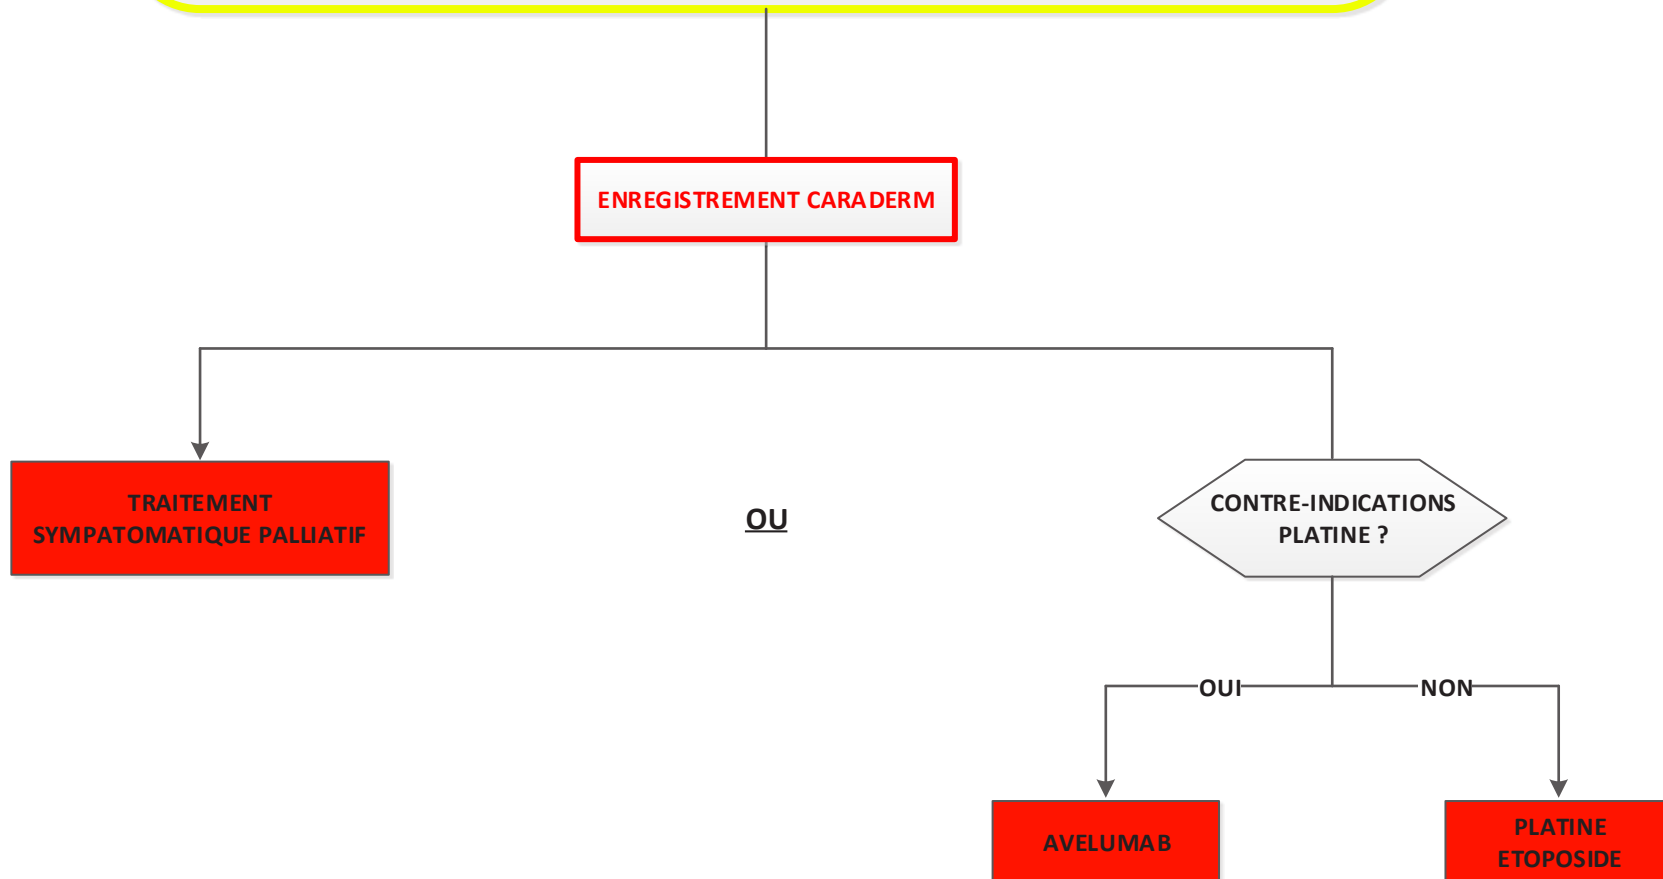 ENREGISTREMENT CARADERM
TRAITEMENT
SYMPATOMATIQUE PALLIATIF
OU
CONTRE-INDICATIONS
PLATINE ?
OUI
NON
AVELUMAB
PLATINE
ETOPOSIDE